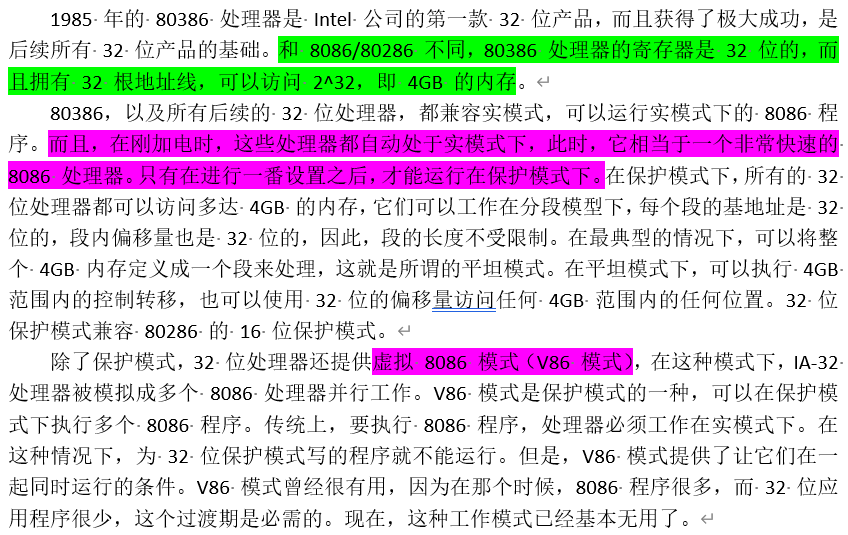 1985 年的 80386 处理器是 Intel 公司的第一款 32 位产品，而且获得了极大成功，是
后续所有 32 位产品的基础。和 8086/80286 不同，80386 处理器的寄存器是 32 位的，而
且拥有 32 根地址线，可以访问 2^32，即 4GB 的内存。
80386，以及所有后续的 32 位处理器，都兼容实模式，可以运行实模式下的 8086 程
序。而且，在刚加电时，这些处理器都自动处于实模式下，此时，它相当于一个非常快速的
8086 处理器。只有在进行一番设置之后，才能运行在保护模式下。在保护模式下，所有的 32
位处理器都可以访问多达 4GB 的内存，它们可以工作在分段模型下，每个段的基地址是 32
位的，段内偏移量也是 32 位的，因此，段的长度不受限制。在最典型的情况下，可以将整
个 4GB 内存定义成一个段来处理，这就是所谓的平坦模式。在平坦模式下，可以执行 4GB
范围内的控制转移，也可以使用 32 位的偏移量访问任何 4GB 范围内的任何位置。32 位
保护模式兼容 80286 的 16 位保护模式。
除了保护模式，32 位处理器还提供虚拟 8086 模式（V86 模式），在这种模式下，IA-32
处理器被模拟成多个 8086 处理器并行工作。V86 模式是保护模式的一种，可以在保护模
式下执行多个 8086 程序。传统上，要执行 8086 程序，处理器必须工作在实模式下。在
这种情况下，为 32 位保护模式写的程序就不能运行。但是，V86 模式提供了让它们在一
起同时运行的条件。V86 模式曾经很有用，因为在那个时候，8086 程序很多，而 32 位应
用程序很少，这个过渡期是必需的。现在，这种工作模式已经基本无用了。